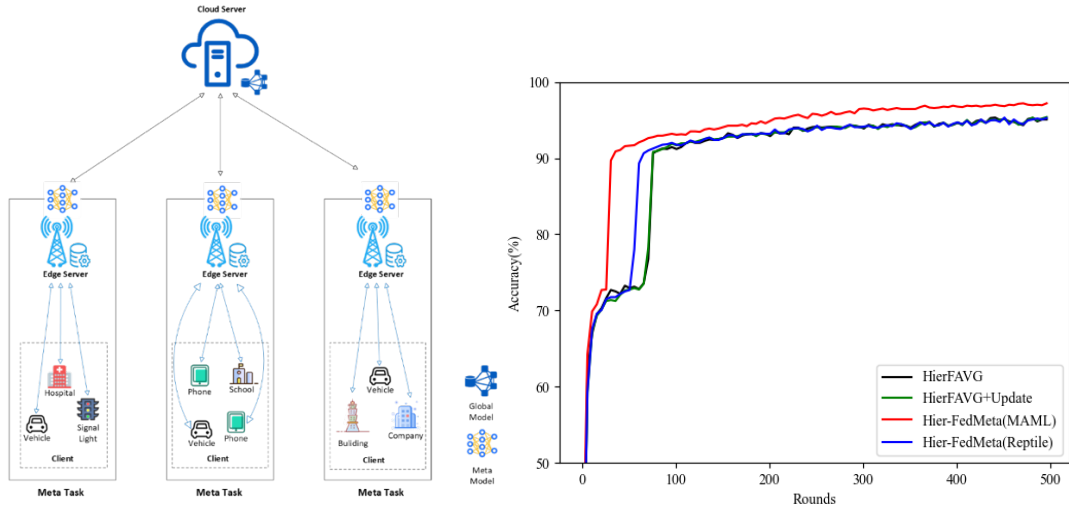 Cloud Server
Edge Server
Hospital
Vehicle
Signal
Light
Client
Meta Task
Edge Server
Phone
School
Vehicle
Phone
Client
Meta Task
Edge Server
Vehicle
Building
Company
Client
Meta Task
Global
Model
Meta
Model
Accuracy(%)
100
90
80
70
60
50
0
100
200
300
400
500
Rounds
HierFAVG
HierFAVG+Update
Hier-FedMeta(MAML)
Hier-FedMeta(Reptile)